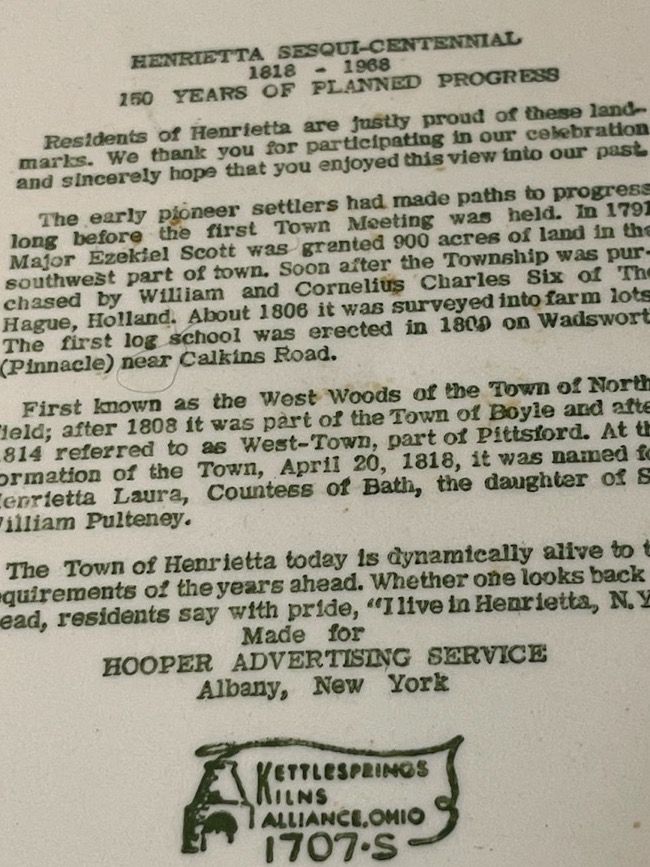 HENRIETTA SESQUI-CENTENNIAL
1818 - 1968
150 YEARS OF PLANNED PROGRESS
Residents of Henrietta are justly proud of these land-
marks. We thank you for participating in our celebration
and sincerely hope that you enjoyed this view into our past.
The early pioneer settlers had made paths to progress
long before the first Town Meeting was held. In 1791
Major Ezekiel Scott was granted 900 acres of land in the
southwest part of town. Soon after the Township was pur-
chased by William and Cornelius Charles Six of The
Hague, Holland. About 1806 it was surveyed into farm lots.
The first log school was erected in 1809 on Wadswort
(Pinnacle) near Calkins Road.
First known as the West Woods of the Town of North
field; after 1808 it was part of the Town of Boyle and afte
1814 referred to as West-Town, part of Pittsford. At th
ormation of the Town, April 20, 1818, it was named fo
Henrietta Laura, Countess of Bath, the daughter of S
William Pulteney.
The Town of Henrietta today is dynamically alive to t
equirements of the years ahead. Whether one looks back
ead, residents say with pride, "I live in Henrietta, N.Y
Made for
HOOPER ADVERTISING SERVICE
Albany, New York
KETTLESPRINGS
KILNS
ALLIANCE, OHIO
1707·S